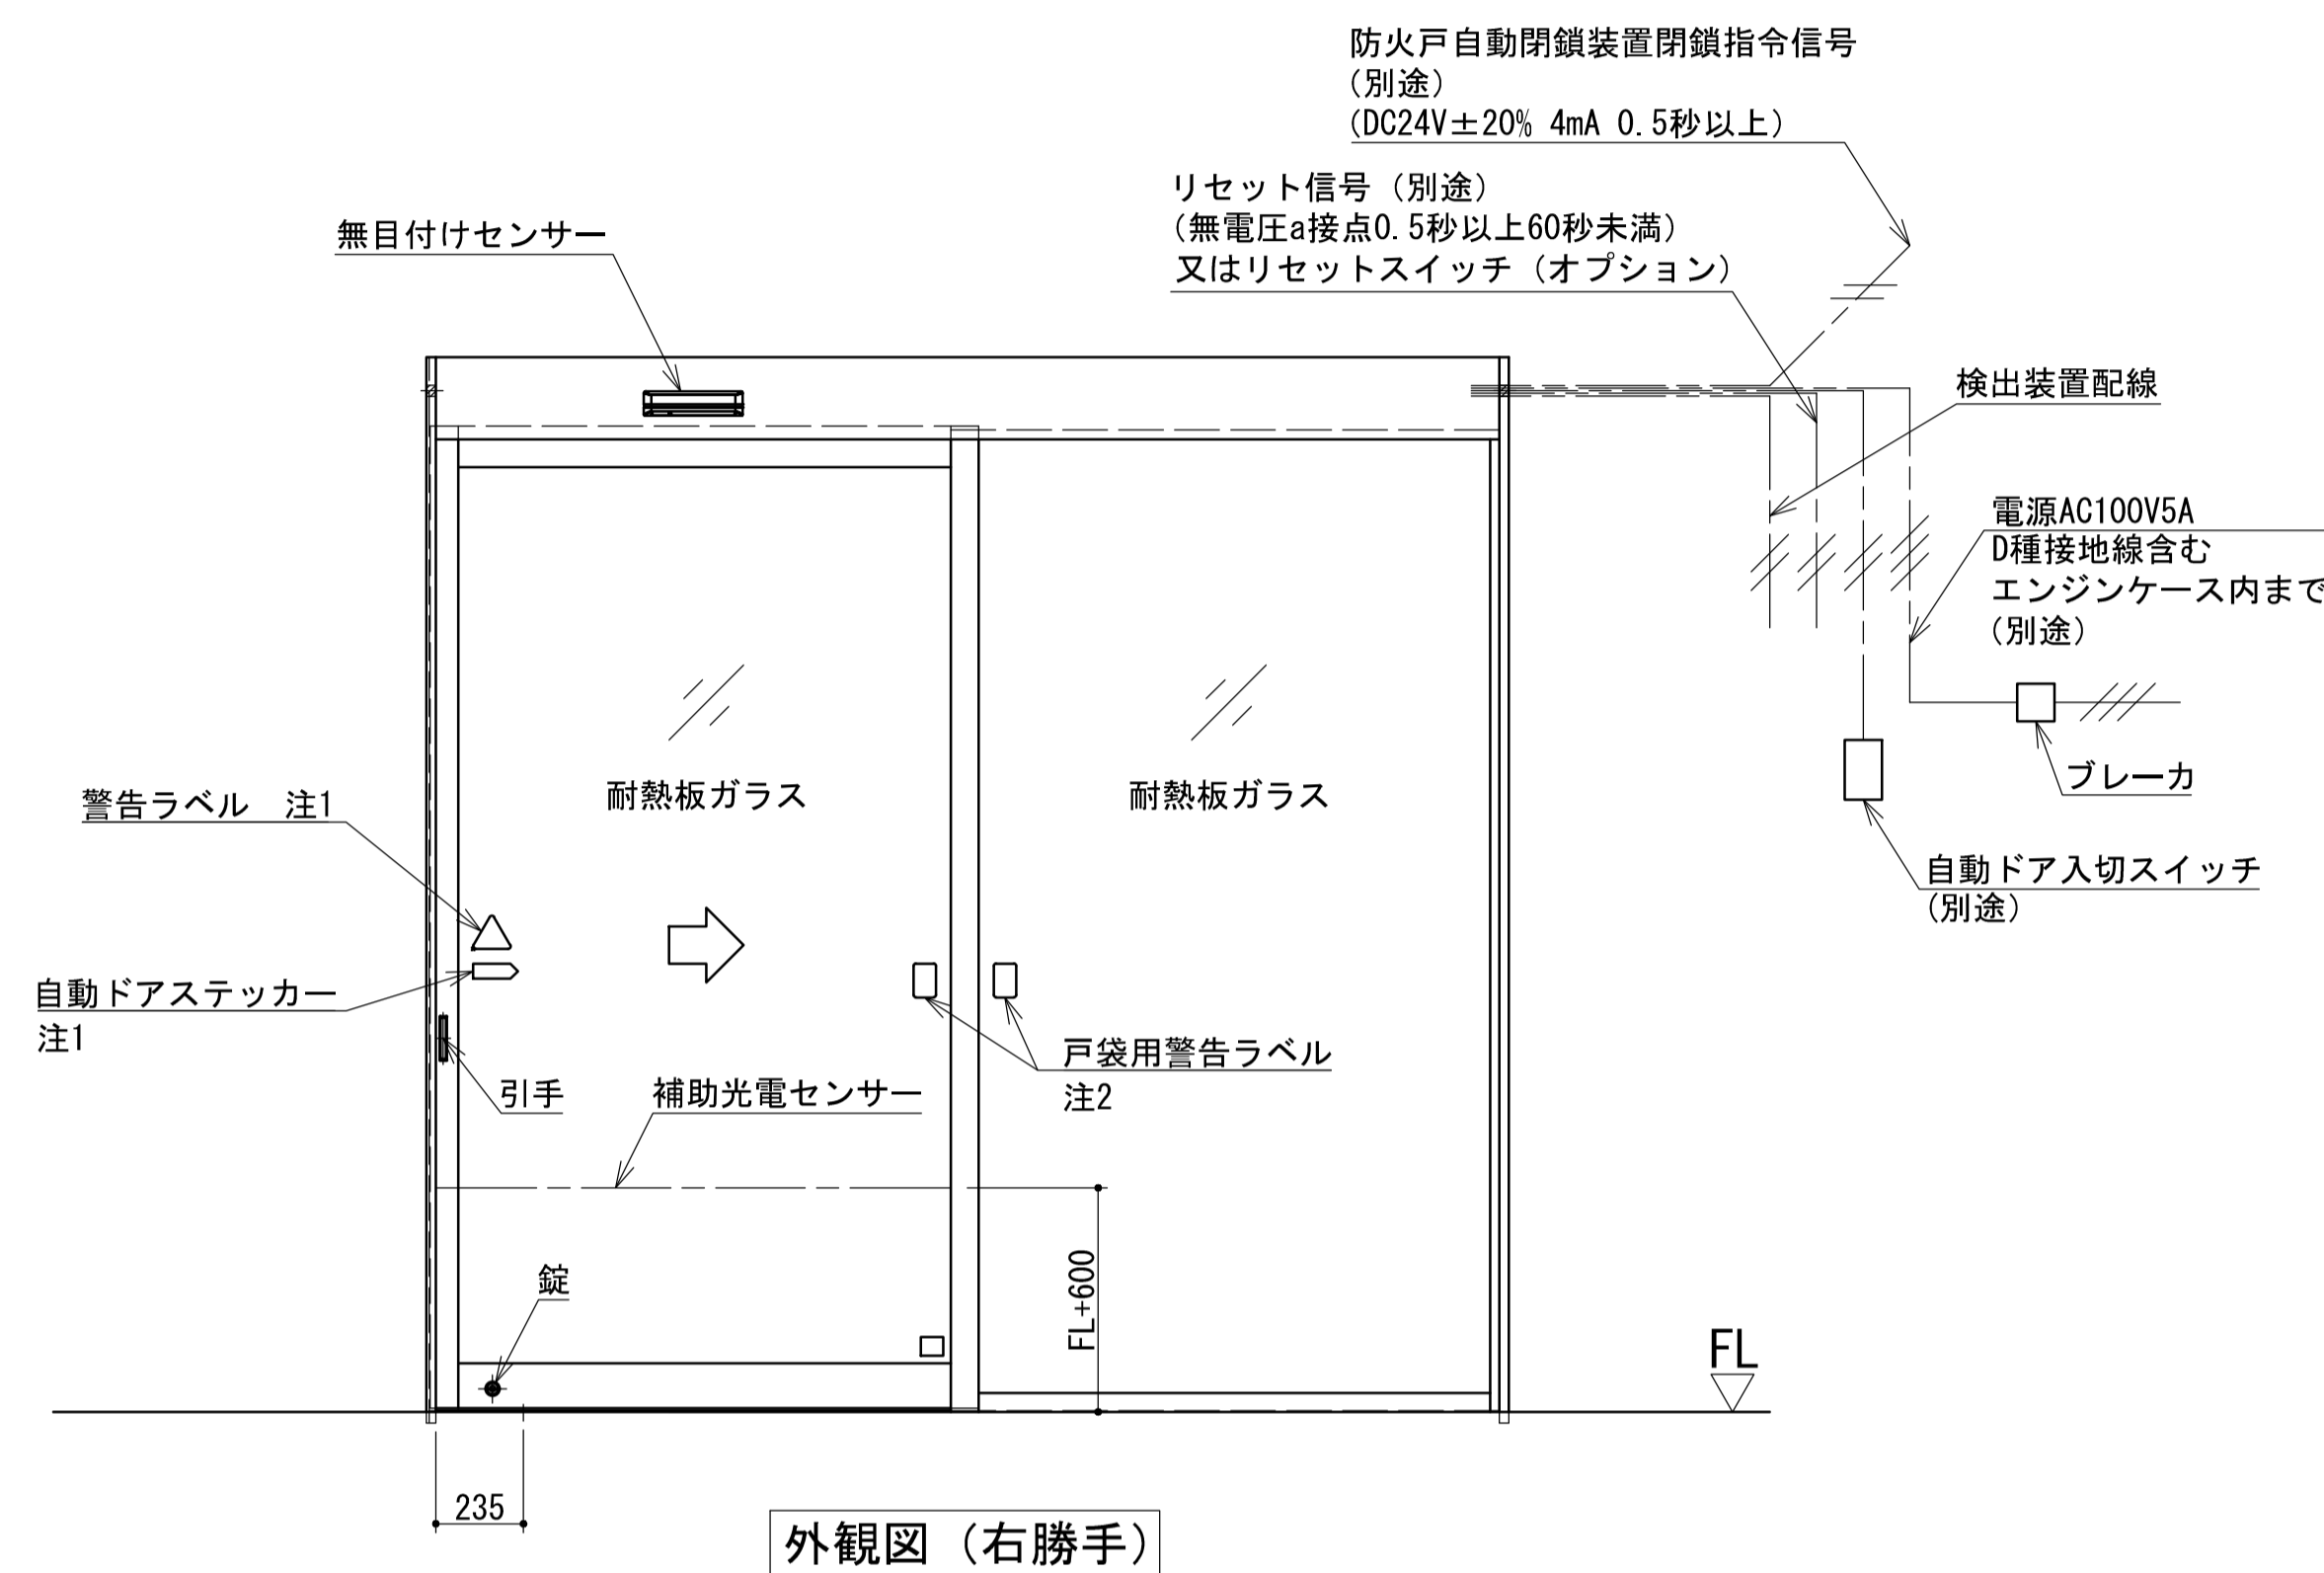 防火戸自動閉鎖装置閉鎖指令信号
(別途)
(DC24V±20% 4mA 0.5秒以上)
リセット信号（別途）
(無電圧a接点0.5秒以上60秒未満)
又はリセットスイッチ（オプション）
無目付けセンサー
検出装置配線
電源AC100V5A
D種接地線含む
エンジンケース内まで
(別途)
ブレーカ
自動ドア入切スイッチ
(別途)
耐熱板ガラス
耐熱板ガラス
警告ラベル　注1
自動ドアステッカー
注1
引手
補助光電センサー
戸袋用警告ラベル
注2
錠
FL+600
FL
235
外観図（右勝手）